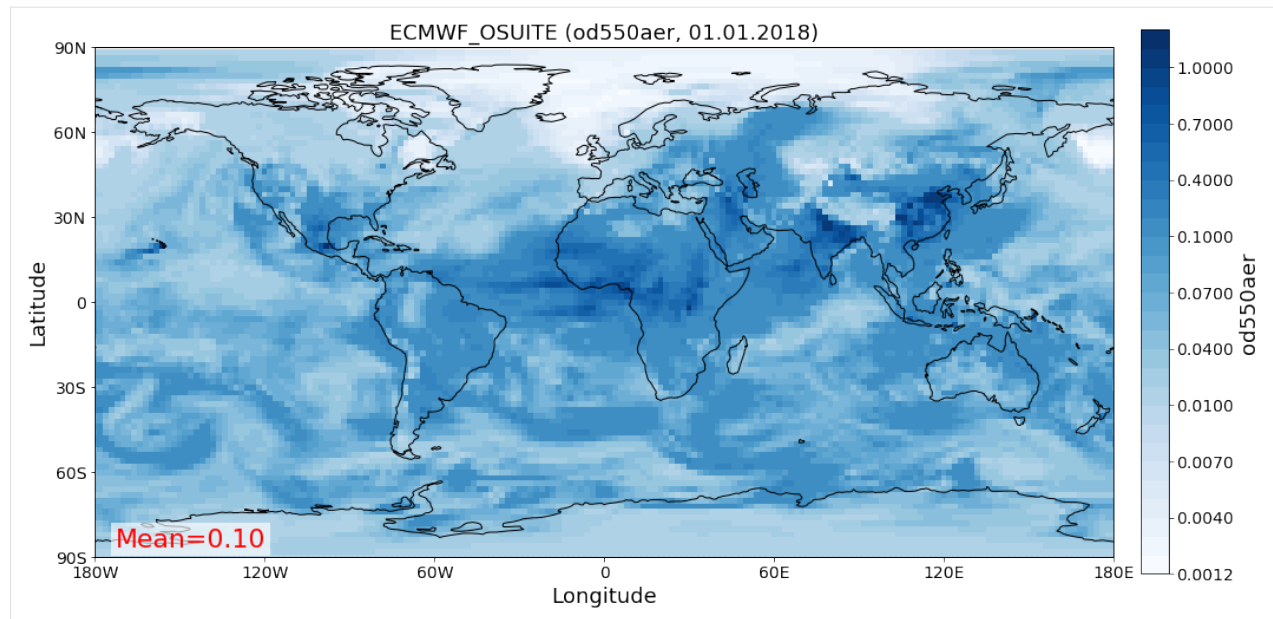 ECMWF_OSUITE (od550aer, 01.01.2018)
90N
60N
30N
0
30S
60S
90S
Latitude
Mean=0.10
180W
120W
60W
0
60E
120E
180E
Longitude
1.0000
0.7000
0.4000
0.1000
0.0700
0.0400
0.0100
0.0070
0.0040
0.0012
od550aer